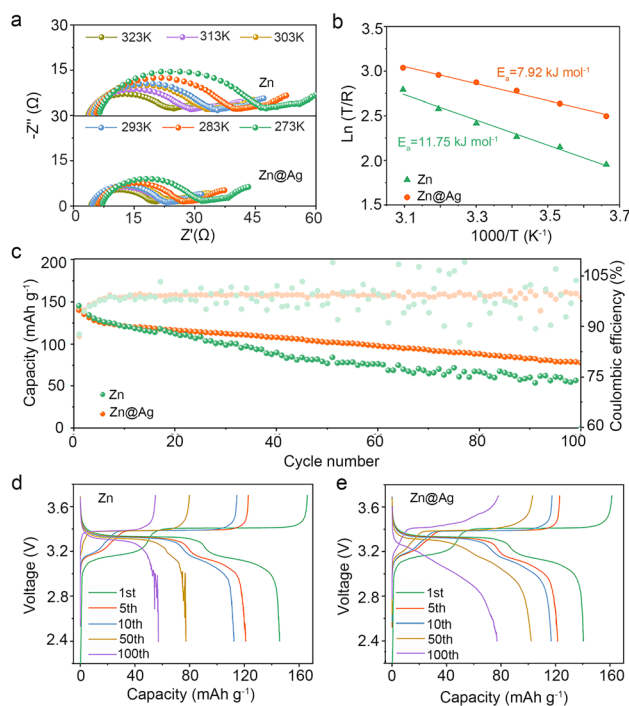 a
323K 313K 303K
Zn
293K 283K 273K
Zn@Ag
30
20
10
0
30
15
0
0 15 30 45 60
-Z'' (Ω)
Z'(Ω)
b
Ea=7.92 kJ mol-1
Ea=11.75 kJ mol-1
Zn
Zn@Ag
3.5
3.0
2.5
2.0
1.5
3.1 3.2 3.3 3.4 3.5 3.6
Ln (T/R)
1000/T (K-1)
c
200
150
100
50
0
105
90
75
60
Zn
Zn@Ag
0 20 40 60 80 100
Capacity (mAh g-1)
Coulombic efficiency (%)
Cycle number
d
Zn
3.6
3.2
2.8
2.4
1st
5th
10th
50th
100th
0 40 80 120 160
Voltage (V)
Capacity (mAh g-1)
e
Zn@Ag
3.6
3.2
2.8
2.4
1st
5th
10th
50th
100th
0 40 80 120 160
Voltage (V)
Capacity (mAh g-1)